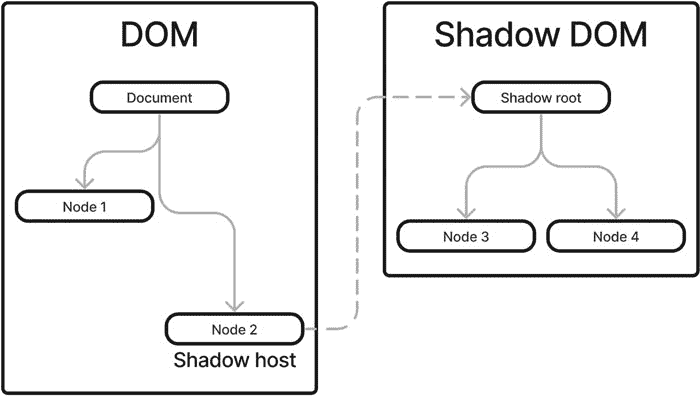 DOM
Document
Node 1
Node 2
Shadow host
Shadow DOM
Shadow root
Node 3
Node 4